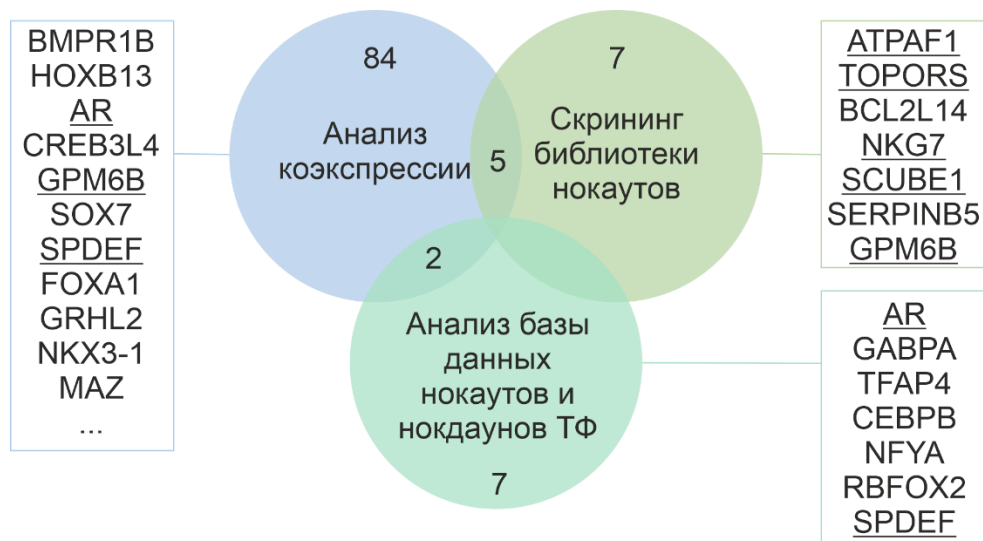 BMPR1B
HOXB13
AR
CREB3L4
GPM6B
SOX7
SPDEF
FOXA1
GRHL2
NKX3-1
MAZ
...
84
Анализ
коэкспрессии
5
7
Скрининг
библиотеки
нокаутов
2
Анализ базы
данных
нокаутов и
нокдаунов ТФ
7
ATPAF1
TOPORS
BCL2L14
NKG7
SCUBE1
SERPINB5
GPM6B
AR
GABPA
TFAP4
CEBPB
NFYA
RBFOX2
SPDEF